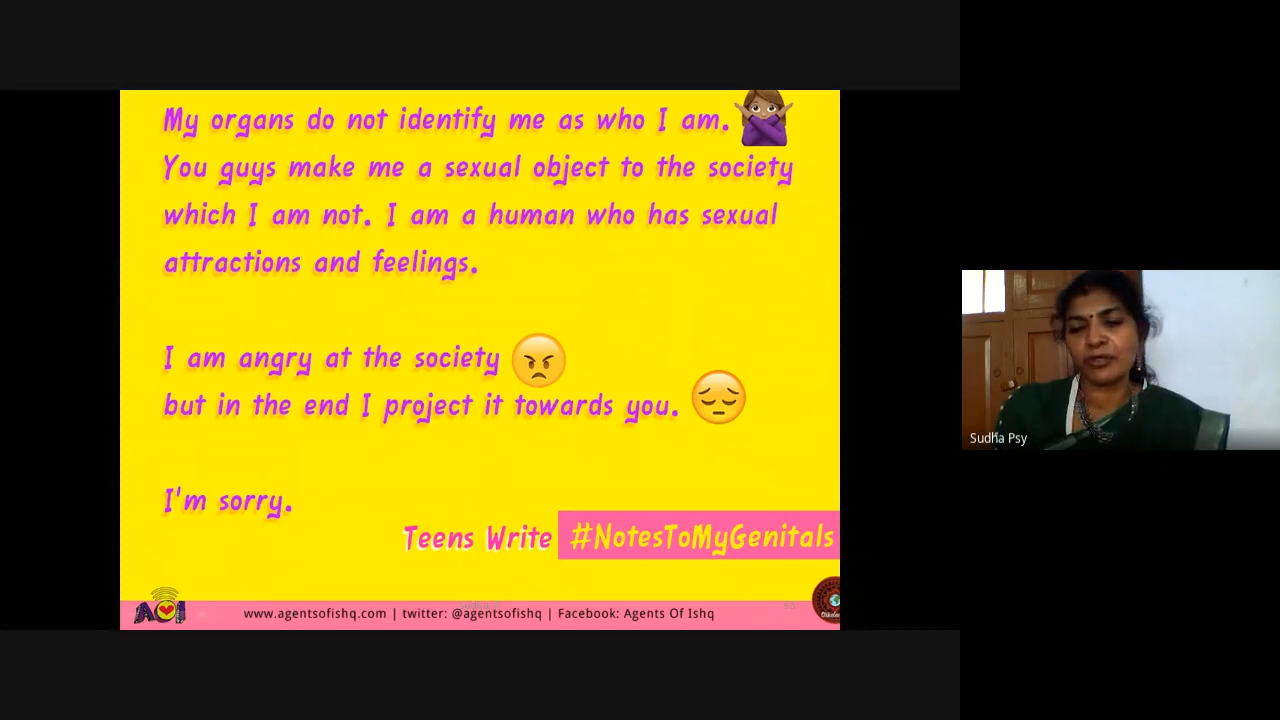 My organs do not identify me as who I am.
You guys make me a sexual object to the society
which I am not. I am a human who has sexual
attractions and feelings.
I am angry at the society
but in the end I project it towards you.
I'm sorry.
Teens Write #NotesToMyGenitals
AOI
www.agentsofishq.com | twitter: @agentsofishq | Facebook: Agents Of Ishq
Sudha Psy